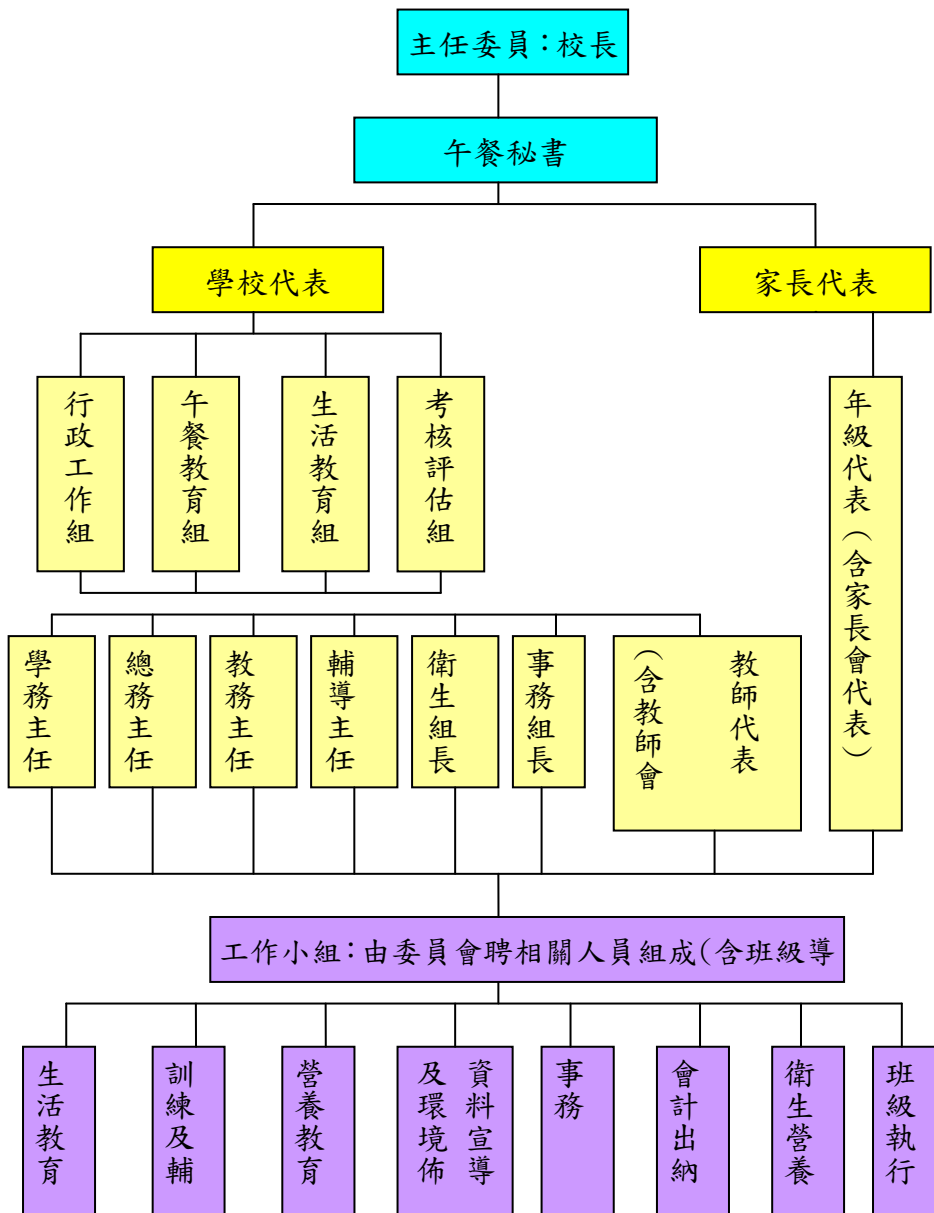 主任委員：校長
午餐秘書
學校代表
家長代表
行政工作組
午餐教育組
生活教育組
考核評估組
年級代表（含家長會代表）
學務主任
總務主任
教務主任
輔導主任
衛生組長
事務組長
教師代表
（含教師會
工作小組：由委員會聘相關人員組成(含班級導
生活教育
訓練及輔
營養教育
資料宣導
及環境佈
事務
會計出納
衛生營養
班級執行